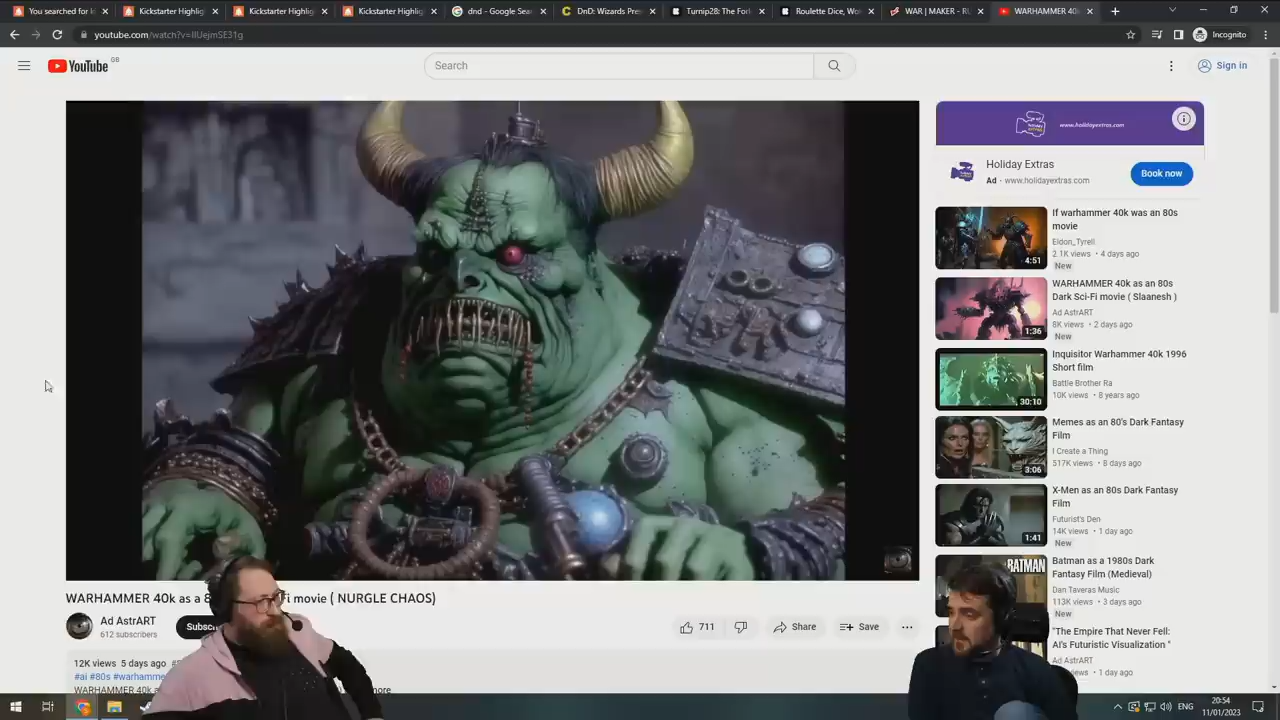 You searched for ki
Kickstarter Highlig
Kickstarter Highlig
Kickstarter Highlig
dnd - Google Sear
DnD: Wizards Pre
Turnip28: The Forl
Roulette Dice, Wo
WAR | MAKER - RU
WARHAMMER 40k
youtube.com/watch?v=
Incognito
YouTube GB
Search
Sign in
www.holidayextras.com
Holiday Extras
Ad · www.holidayextras.com
Book now
If warhammer 40k was an 80s
movie
Eldon_Tyrell
2.1K views · 4 days ago
New
4:51
WARHAMMER 40k as an 80s
Dark Sci-Fi movie ( Slaanesh )
Ad AstrART
8K views · 2 days ago
New
1:36
Inquisitor Warhammer 40k 1996
Short film
Battle Brother Ra
10K views · 8 years ago
30:10
Memes as an 80's Dark Fantasy
Film
I Create a Thing
517K views · 8 days ago
3:06
X-Men as an 80s Dark Fantasy
Film
Futurist's Den
14K views · 1 day ago
New
1:41
BATMAN
Batman as a 1980s Dark
Fantasy Film (Medieval)
Dan Taveras Music
113K views · 3 days ago
New
"The Empire That Never Fell:
AI's Futuristic Visualization "
Ad AstrART
views · 1 day ago
WARHAMMER 40k as a 8 Fi movie ( NURGLE CHAOS)
Ad AstrART
612 subscribers
Subsc
711
Share
Save
12K views 5 days ago
#ai #80s #warhamme
WARHAMMER 40k a
more
ENG
20:54
11/01/2023